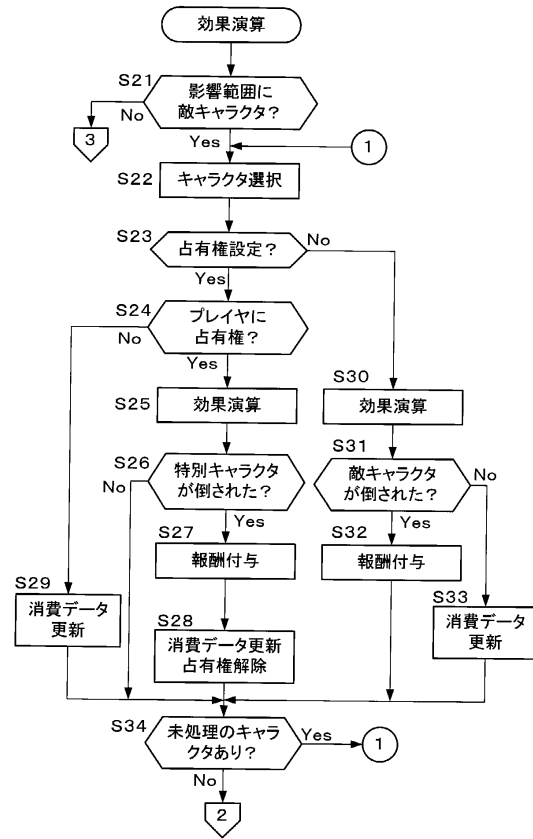 効果演算
S21
影響範囲に
敵キャラクタ?
No
3
Yes
1
S22
キャラクタ選択
S23
占有権設定?
No
Yes
S24
プレイヤに
占有権?
No
Yes
S25
効果演算
S30
効果演算
S26
特別キャラクタ
が倒された?
No
Yes
S31
敵キャラクタ
が倒された?
No
Yes
S27
報酬付与
S32
報酬付与
S29
消費データ
更新
S28
消費データ更新
占有権解除
S33
消費データ
更新
S34
未処理のキャラ
クタあり?
Yes
1
No
2